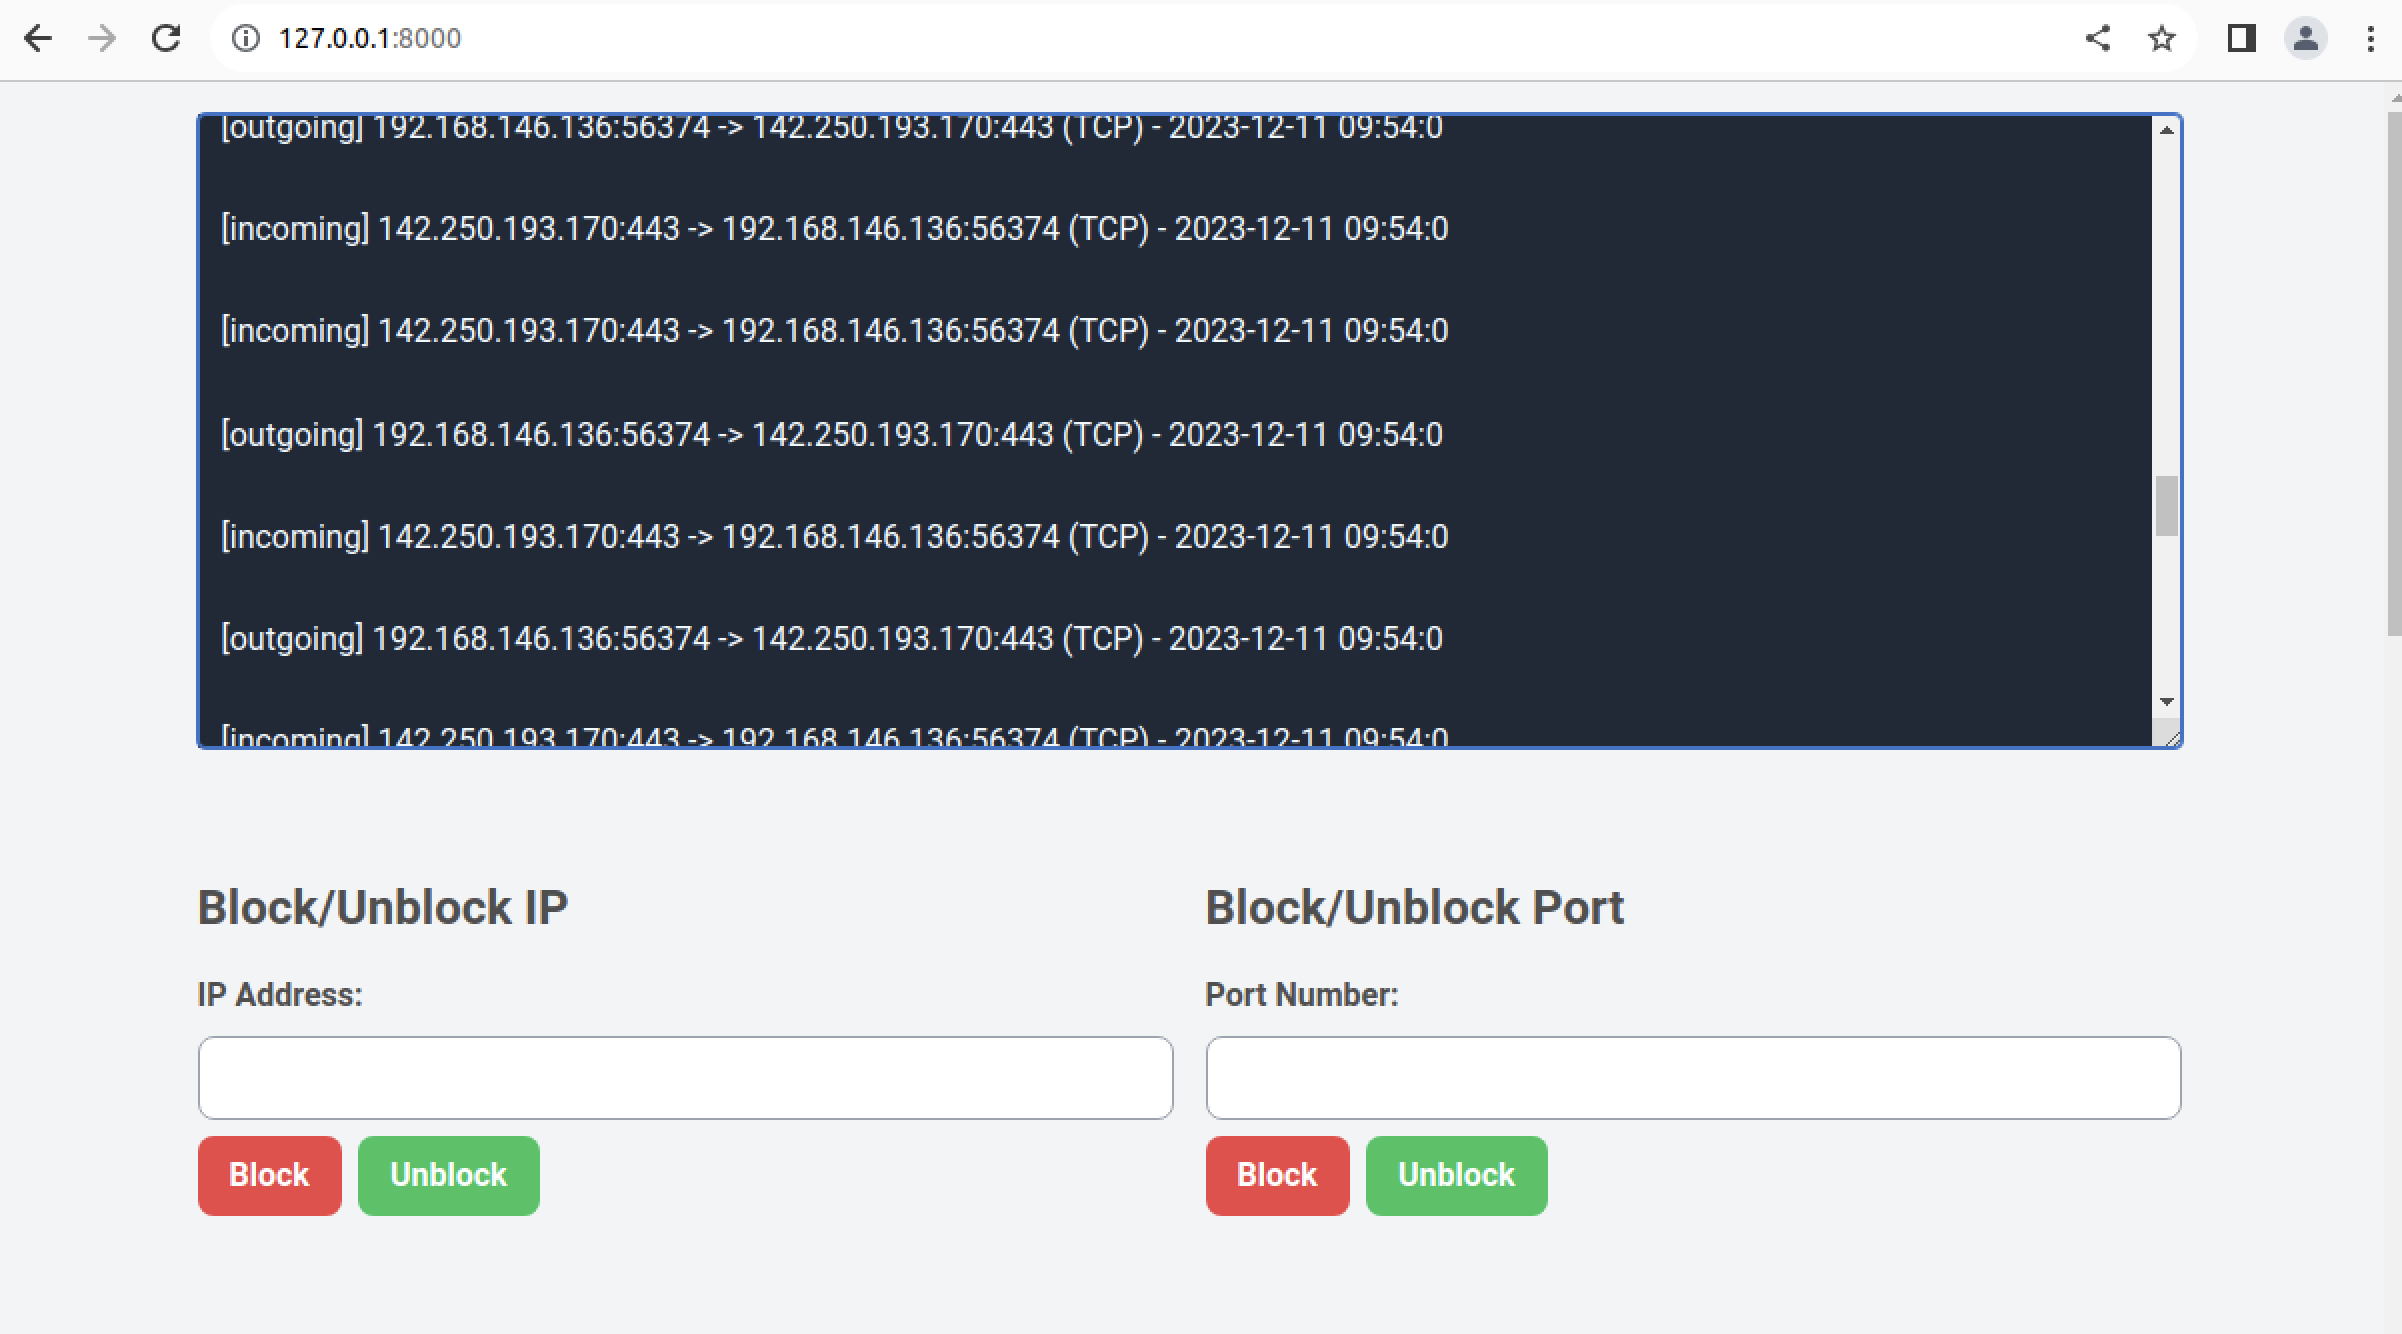 127.0.0.1:8000
[outgoing] 192.168.146.136:56374 -> 142.250.193.170:443 (TCP) - 2023-12-11 09:54:0
[incoming] 142.250.193.170:443 -> 192.168.146.136:56374 (TCP) - 2023-12-11 09:54:0
[incoming] 142.250.193.170:443 -> 192.168.146.136:56374 (TCP) - 2023-12-11 09:54:0
[outgoing] 192.168.146.136:56374 -> 142.250.193.170:443 (TCP) - 2023-12-11 09:54:0
[incoming] 142.250.193.170:443 -> 192.168.146.136:56374 (TCP) - 2023-12-11 09:54:0
[outgoing] 192.168.146.136:56374 -> 142.250.193.170:443 (TCP) - 2023-12-11 09:54:0
[incoming] 142.250.193.170:443 -> 192.168.146.136:56374 (TCP) - 2023-12-11 09:54:0
Block/Unblock IP
IP Address:
Block Unblock
Block/Unblock Port
Port Number:
Block Unblock